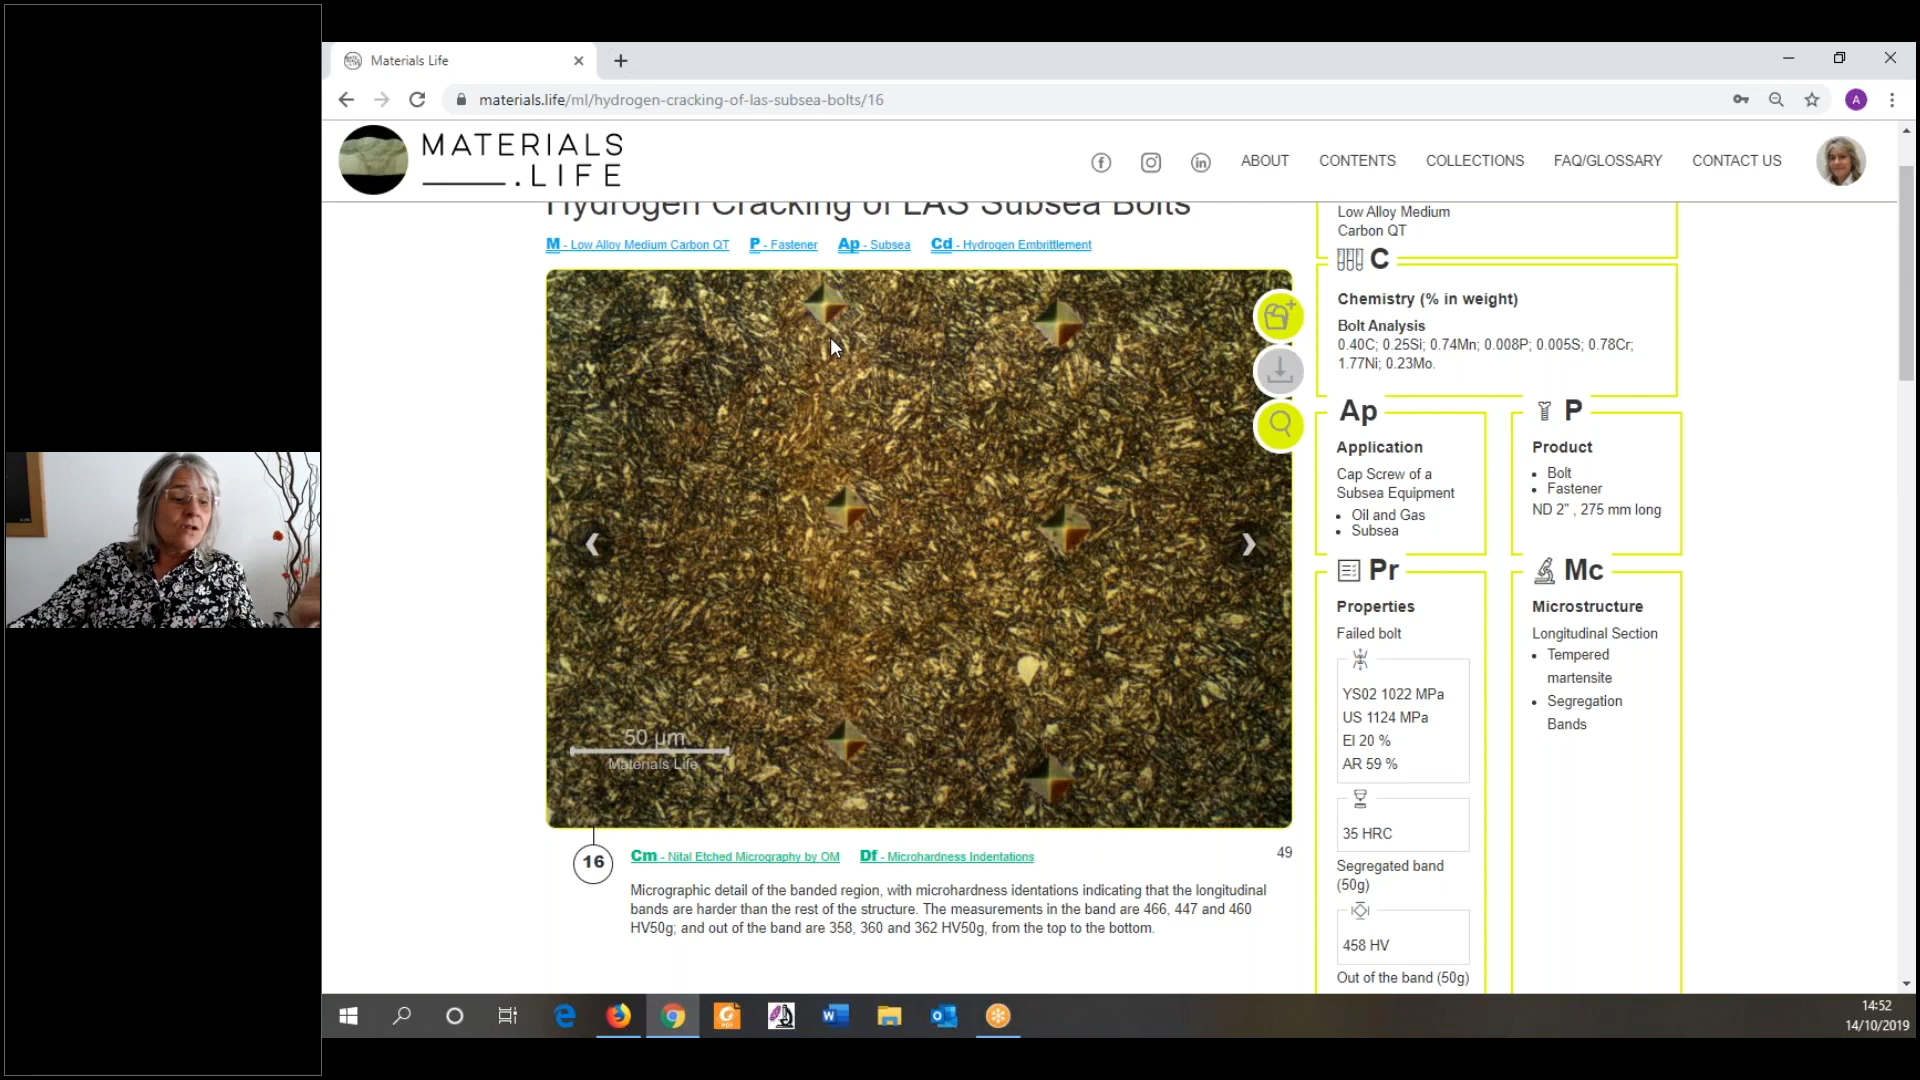 Materials Life
materials.life/ml/hydrogen-cracking-of-las-subsea-bolts/16
A
MATERIALS
.LIFE
ABOUT
CONTENTS
COLLECTIONS
FAQ/GLOSSARY
CONTACT US
Hydrogen Cracking of LAS Subsea Bolts
M - Low Alloy Medium Carbon QT P - Fastener Ap - Subsea Cd - Hydrogen Embrittlement
50 µm
Materials Life
16
Cm - Nital Etched Micrography by OM Df - Microhardness Indentations
49
Micrographic detail of the banded region, with microhardness identations indicating that the longitudinal
bands are harder than the rest of the structure. The measurements in the band are 466, 447 and 460
HV50g; and out of the band are 358, 360 and 362 HV50g, from the top to the bottom.
Low Alloy Medium
Carbon QT
C
Chemistry (% in weight)
Bolt Analysis
0.40C; 0.25Si; 0.74Mn; 0.008P; 0.005S; 0.78Cr;
1.77Ni; 0.23Mo.
Ap
Application
Cap Screw of a
Subsea Equipment
Oil and Gas
Subsea
P
Product
Bolt
Fastener
ND 2" , 275 mm long
Pr
Properties
Failed bolt
YS02 1022 MPa
US 1124 MPa
El 20 %
AR 59 %
35 HRC
Segregated band
(50g)
458 HV
Out of the band (50g)
Mc
Microstructure
Longitudinal Section
Tempered
martensite
Segregation
Bands
14:52
14/10/2019